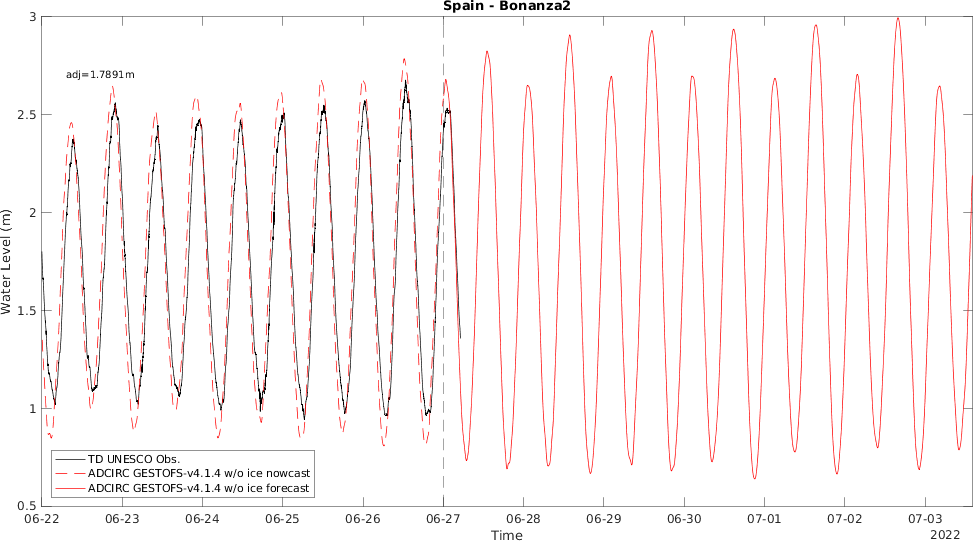 Spain - Bonanza2
3
adj=1.7891m
2.5
2
Water Level (m)
1.5
1
TD UNESCO Obs.
ADCIRC GESTOFS-v4.1.4 w/o ice nowcast
ADCIRC GESTOFS-v4.1.4 w/o ice forecast
0.5
06-22 06-23 06-24 06-25 06-26 06-27 06-28 06-29 06-30 07-01 07-02 07-03
Time
2022